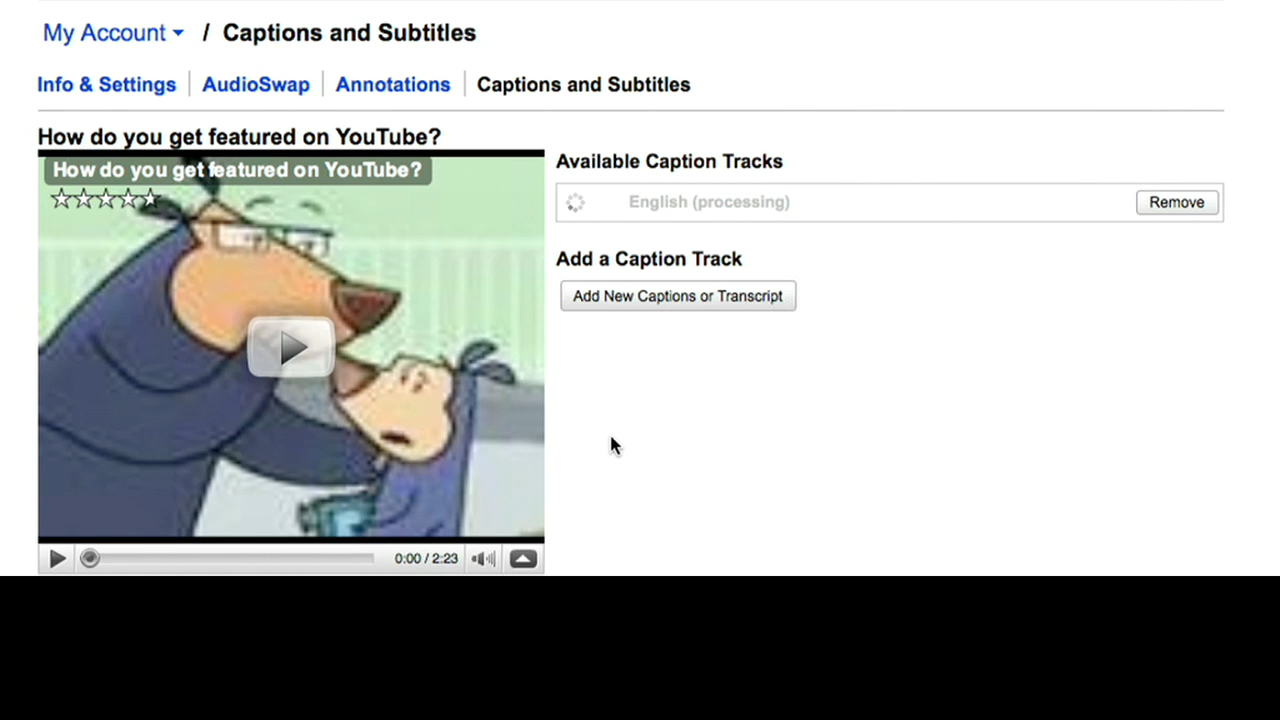 My Account / Captions and Subtitles
Info & Settings AudioSwap Annotations Captions and Subtitles
How do you get featured on YouTube?
How do you get featured on YouTube?
Available Caption Tracks
English (processing) Remove
Add a Caption Track
Add New Captions or Transcript
0:00 / 2:23